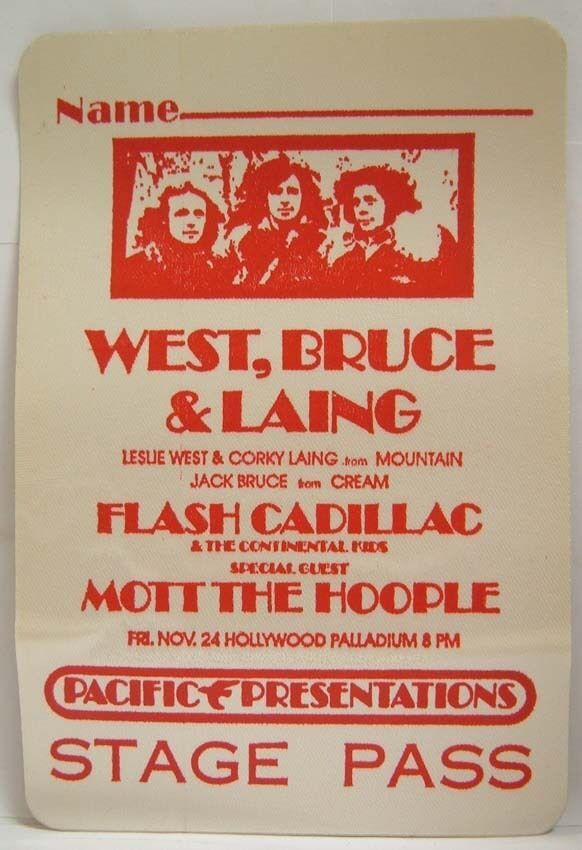 Name
WEST, BRUCE
& LAING
LESLIE WEST & CORKY LAING from MOUNTAIN
JACK BRUCE from CREAM
FLASH CADILLAC
& THE CONTINENTAL KIDS
SPECIAL GUEST
MOTT THE HOOPLE
FRI. NOV. 24 HOLLYWOOD PALLADIUM 8 PM
PACIFIC PRESENTATIONS
STAGE PASS